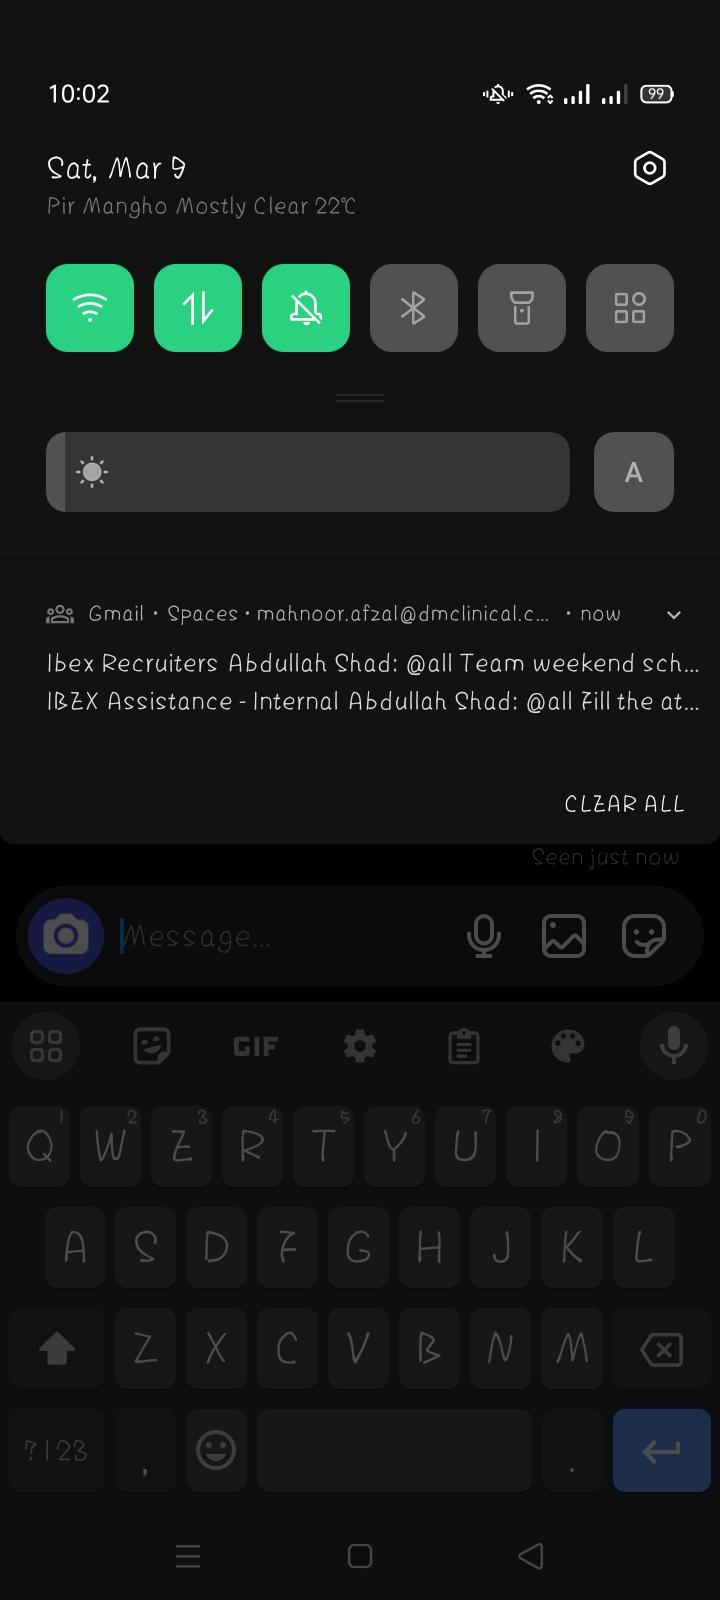 10:02
99
Sat, Mar 9
Pir Mangho Mostly Clear 22°C
A
Gmail • Spaces • mahnoor.afzal@dmclinical.c... • now
Ibex Recruiters Abdullah Shad: @all Team weekend sch...
IBEX Assistance - Internal Abdullah Shad: @all Fill the at...
CLEAR ALL
Seen just now
Message...
GIF
1 2 3 4 5 6 7 8 9 0
Q W E R T Y U I O P
A S D F G H J K L
Z X C V B N M
?123 , .